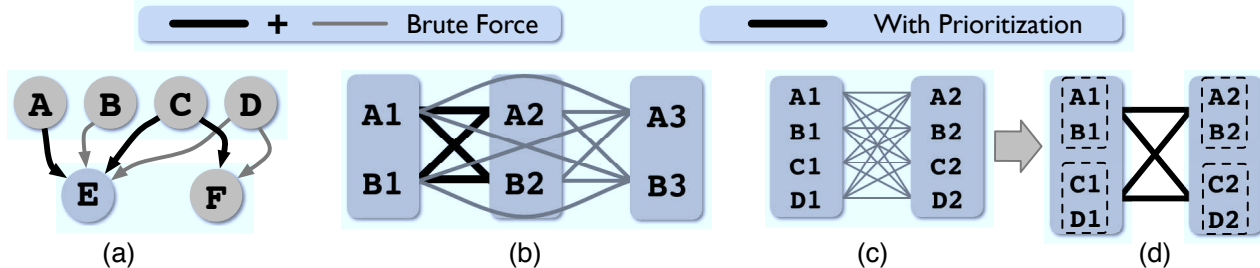 + Brute Force
With Prioritization
A B C D
E F
(a)
A1 A2 A3
B1 B2 B3
(b)
A1 A2
B1 B2
C1 C2
D1 D2
(c)
A1 A2
B1 B2
C1 C2
D1 D2
(d)